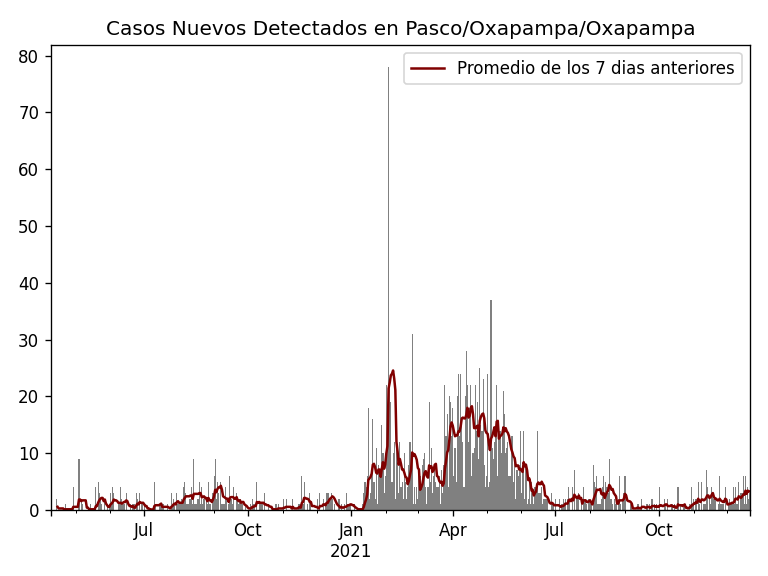 Casos Nuevos Detectados en Pasco/Oxapampa/Oxapampa
Promedio de los 7 dias anteriores
80
70
60
50
40
30
20
10
0
Jul
Oct
Jan
2021
Apr
Jul
Oct